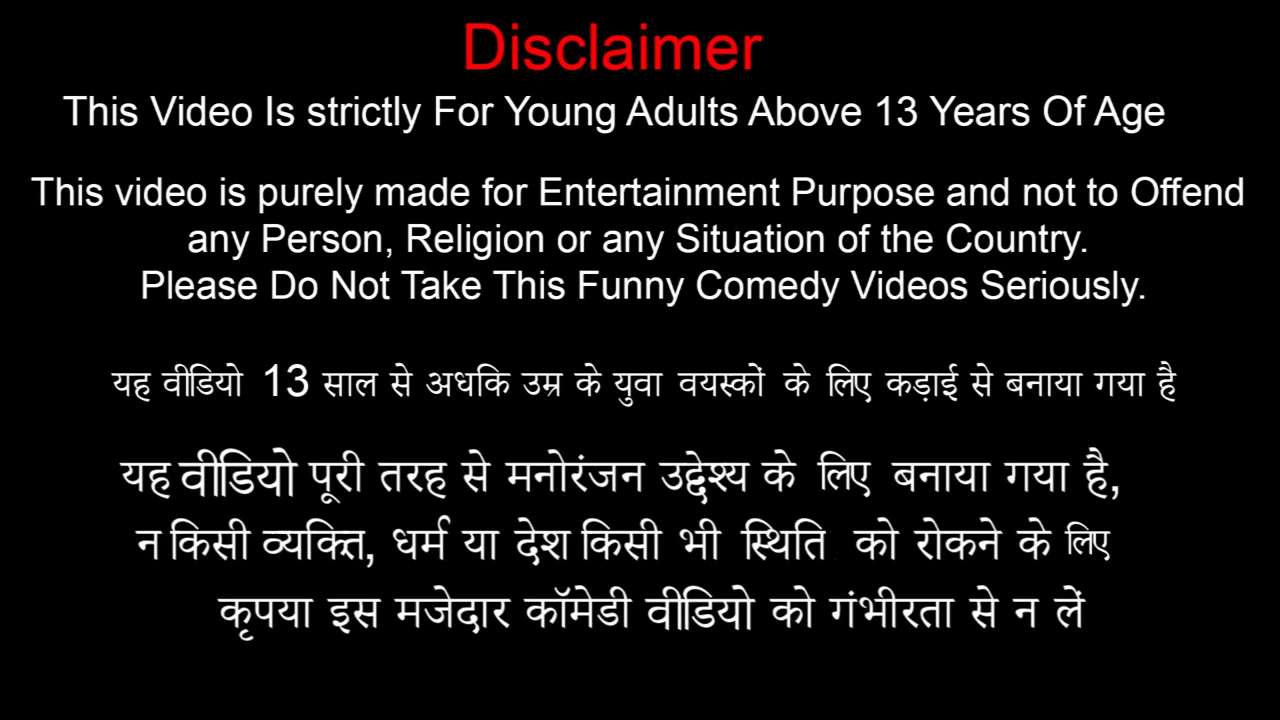 Disclaimer
This Video Is strictly For Young Adults Above 13 Years Of Age
This video is purely made for Entertainment Purpose and not to Offend
any Person, Religion or any Situation of the Country.
Please Do Not Take This Funny Comedy Videos Seriously.
यह वीडियो 13 साल से अधकि उम्र के युवा वयस्कों के लिए कड़ाई से बनाया गया है
यह वीडियो पूरी तरह से मनोरंजन उद्देश्य के लिए बनाया गया है,
न किसी व्यक्ति, धर्म या देश किसी भी स्थिति को रोकने के लिए
कृपया इस मजेदार कॉमेडी वीडियो को गंभीरता से न लें